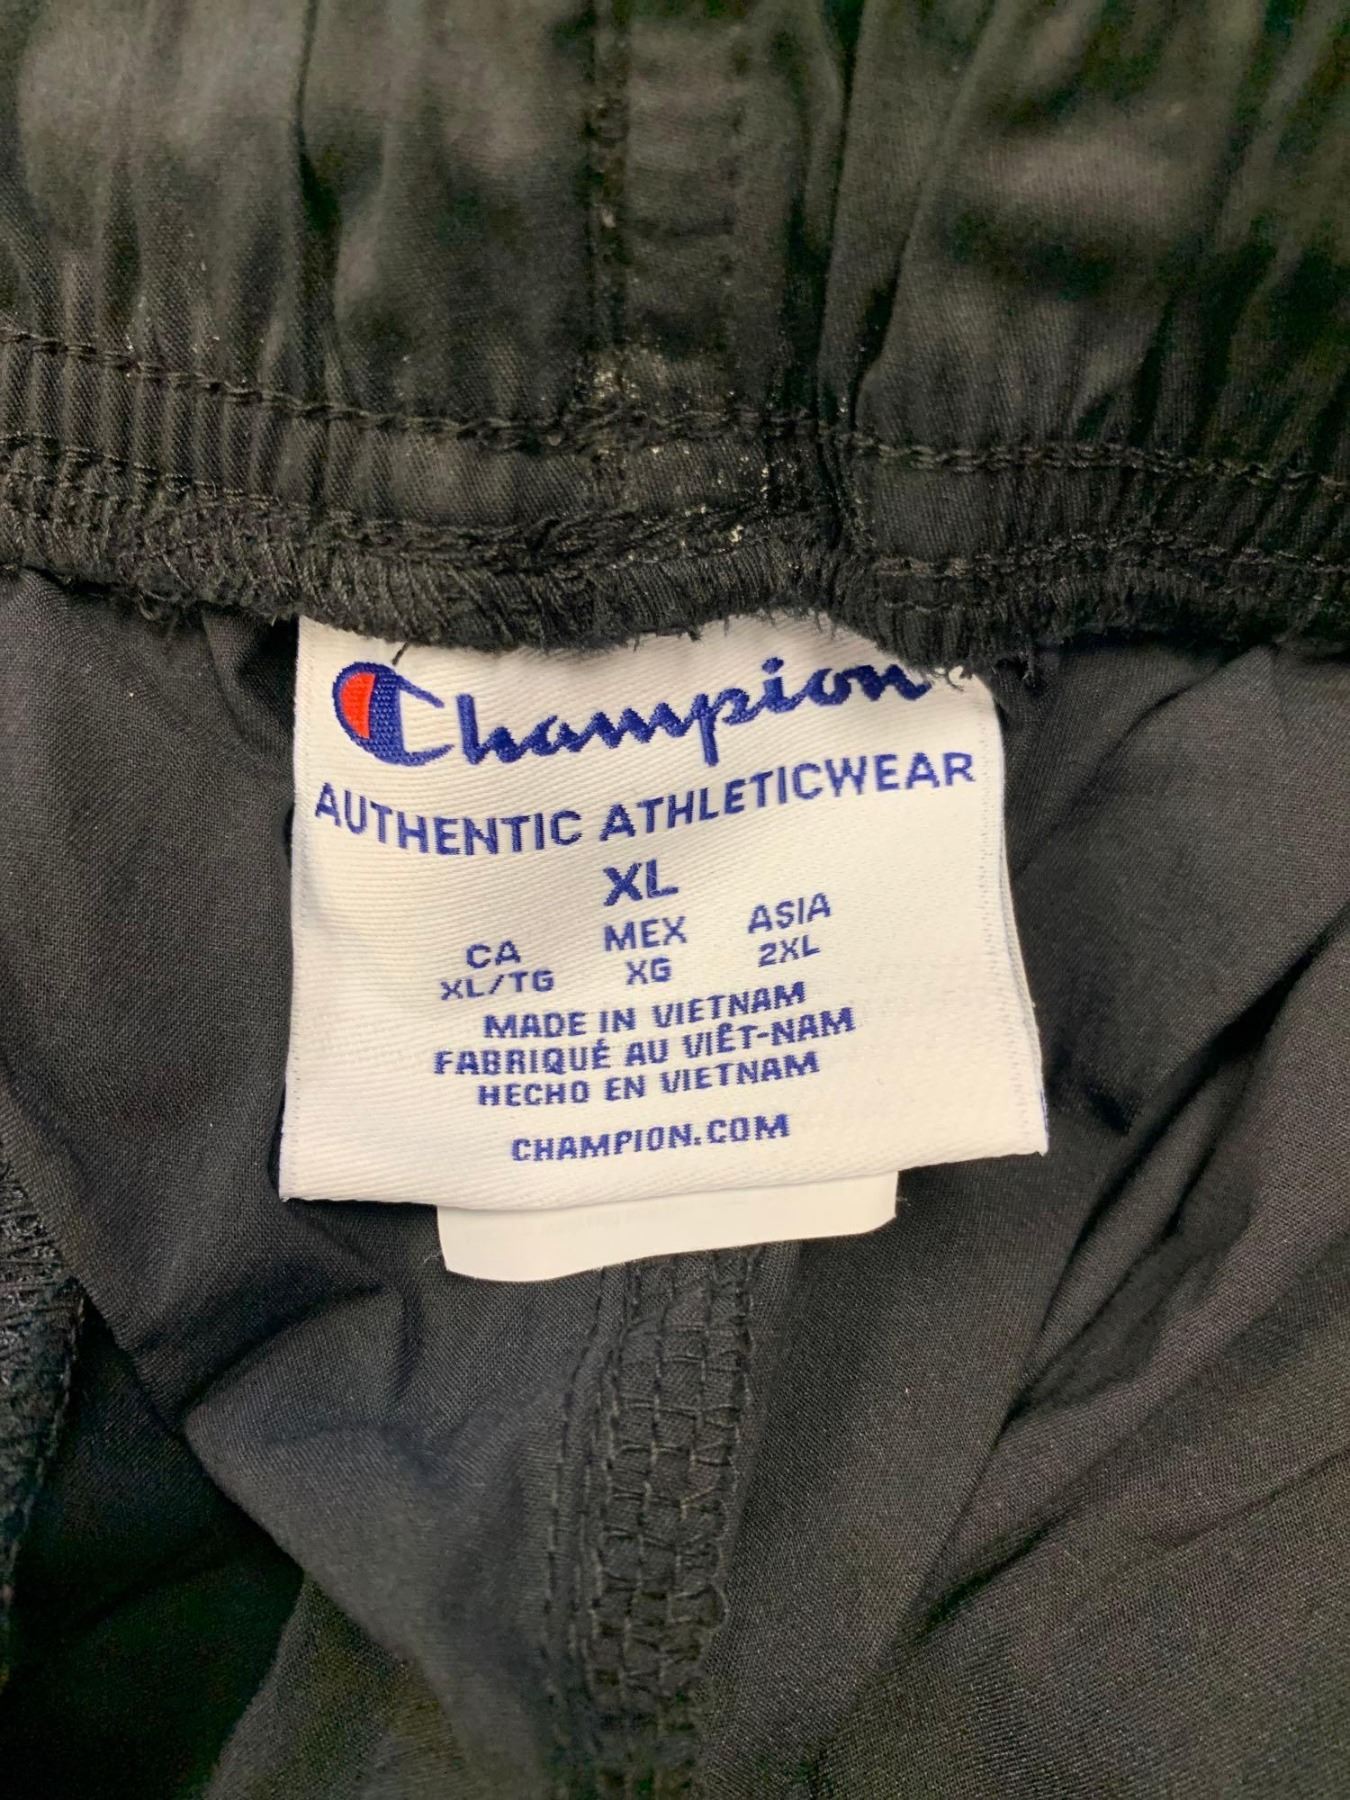 Champion
AUTHENTIC ATHLETICWEAR
XL
CA MEX ASIA
XL/TG XG 2XL
MADE IN VIETNAM
FABRIQUÉ AU VIÊT-NAM
HECHO EN VIETNAM
CHAMPION.COM